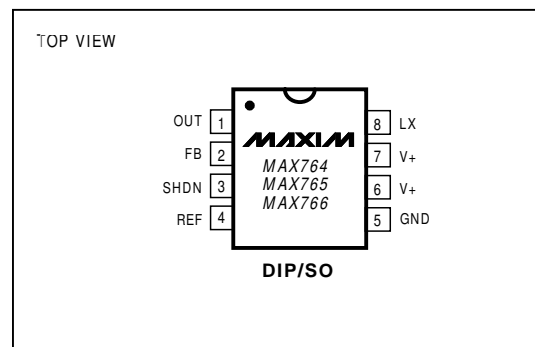 TOP VIEW
OUT 1
FB 2
SHDN 3
REF 4
8 LX
7 V+
6 V+
5 GND
MAXIM
MAX764
MAX765
MAX766
DIP/SO